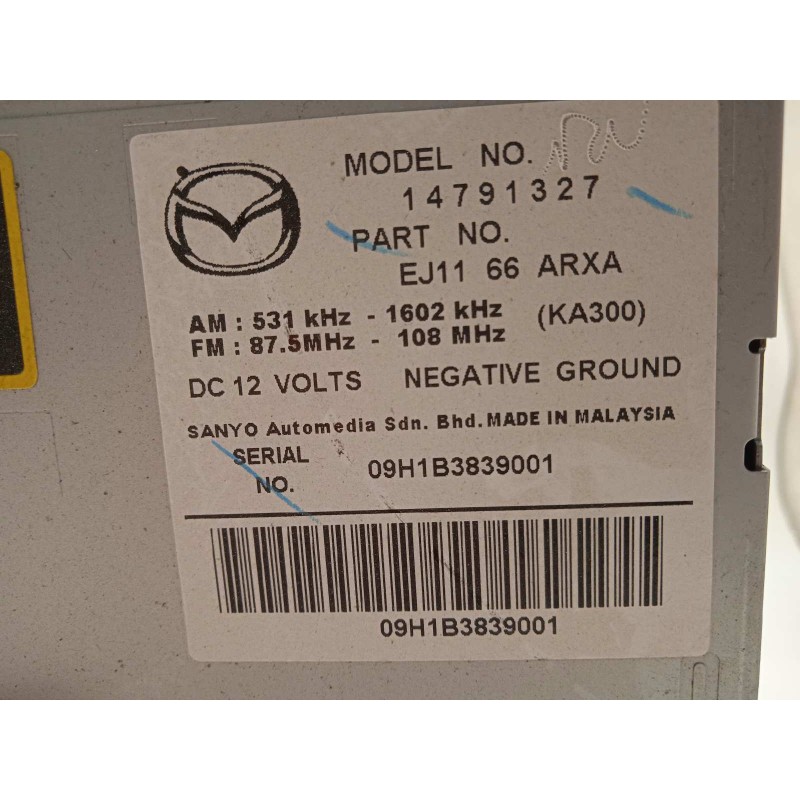 MODEL NO.
14791327
PART NO.
EJ11 66 ARXA
AM : 531 kHz - 1602 kHz (KA300)
FM : 87.5MHz - 108 MHz
DC 12 VOLTS NEGATIVE GROUND
SANYO Automedia Sdn. Bhd. MADE IN MALAYSIA
SERIAL
NO. 09H1B3839001
09H1B3839001